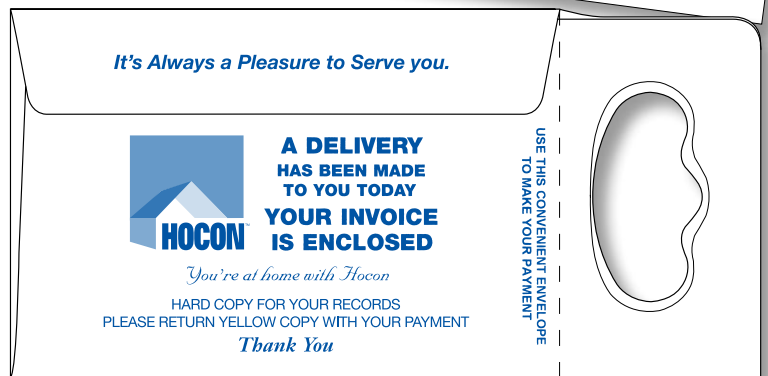 It's Always a Pleasure to Serve you.
A DELIVERY
HAS BEEN MADE
TO YOU TODAY
YOUR INVOICE
IS ENCLOSED
HOCON™
You're at home with Hocon
HARD COPY FOR YOUR RECORDS
PLEASE RETURN YELLOW COPY WITH YOUR PAYMENT
Thank You
USE THIS CONVENIENT ENVELOPE
TO MAKE YOUR PAYMENT